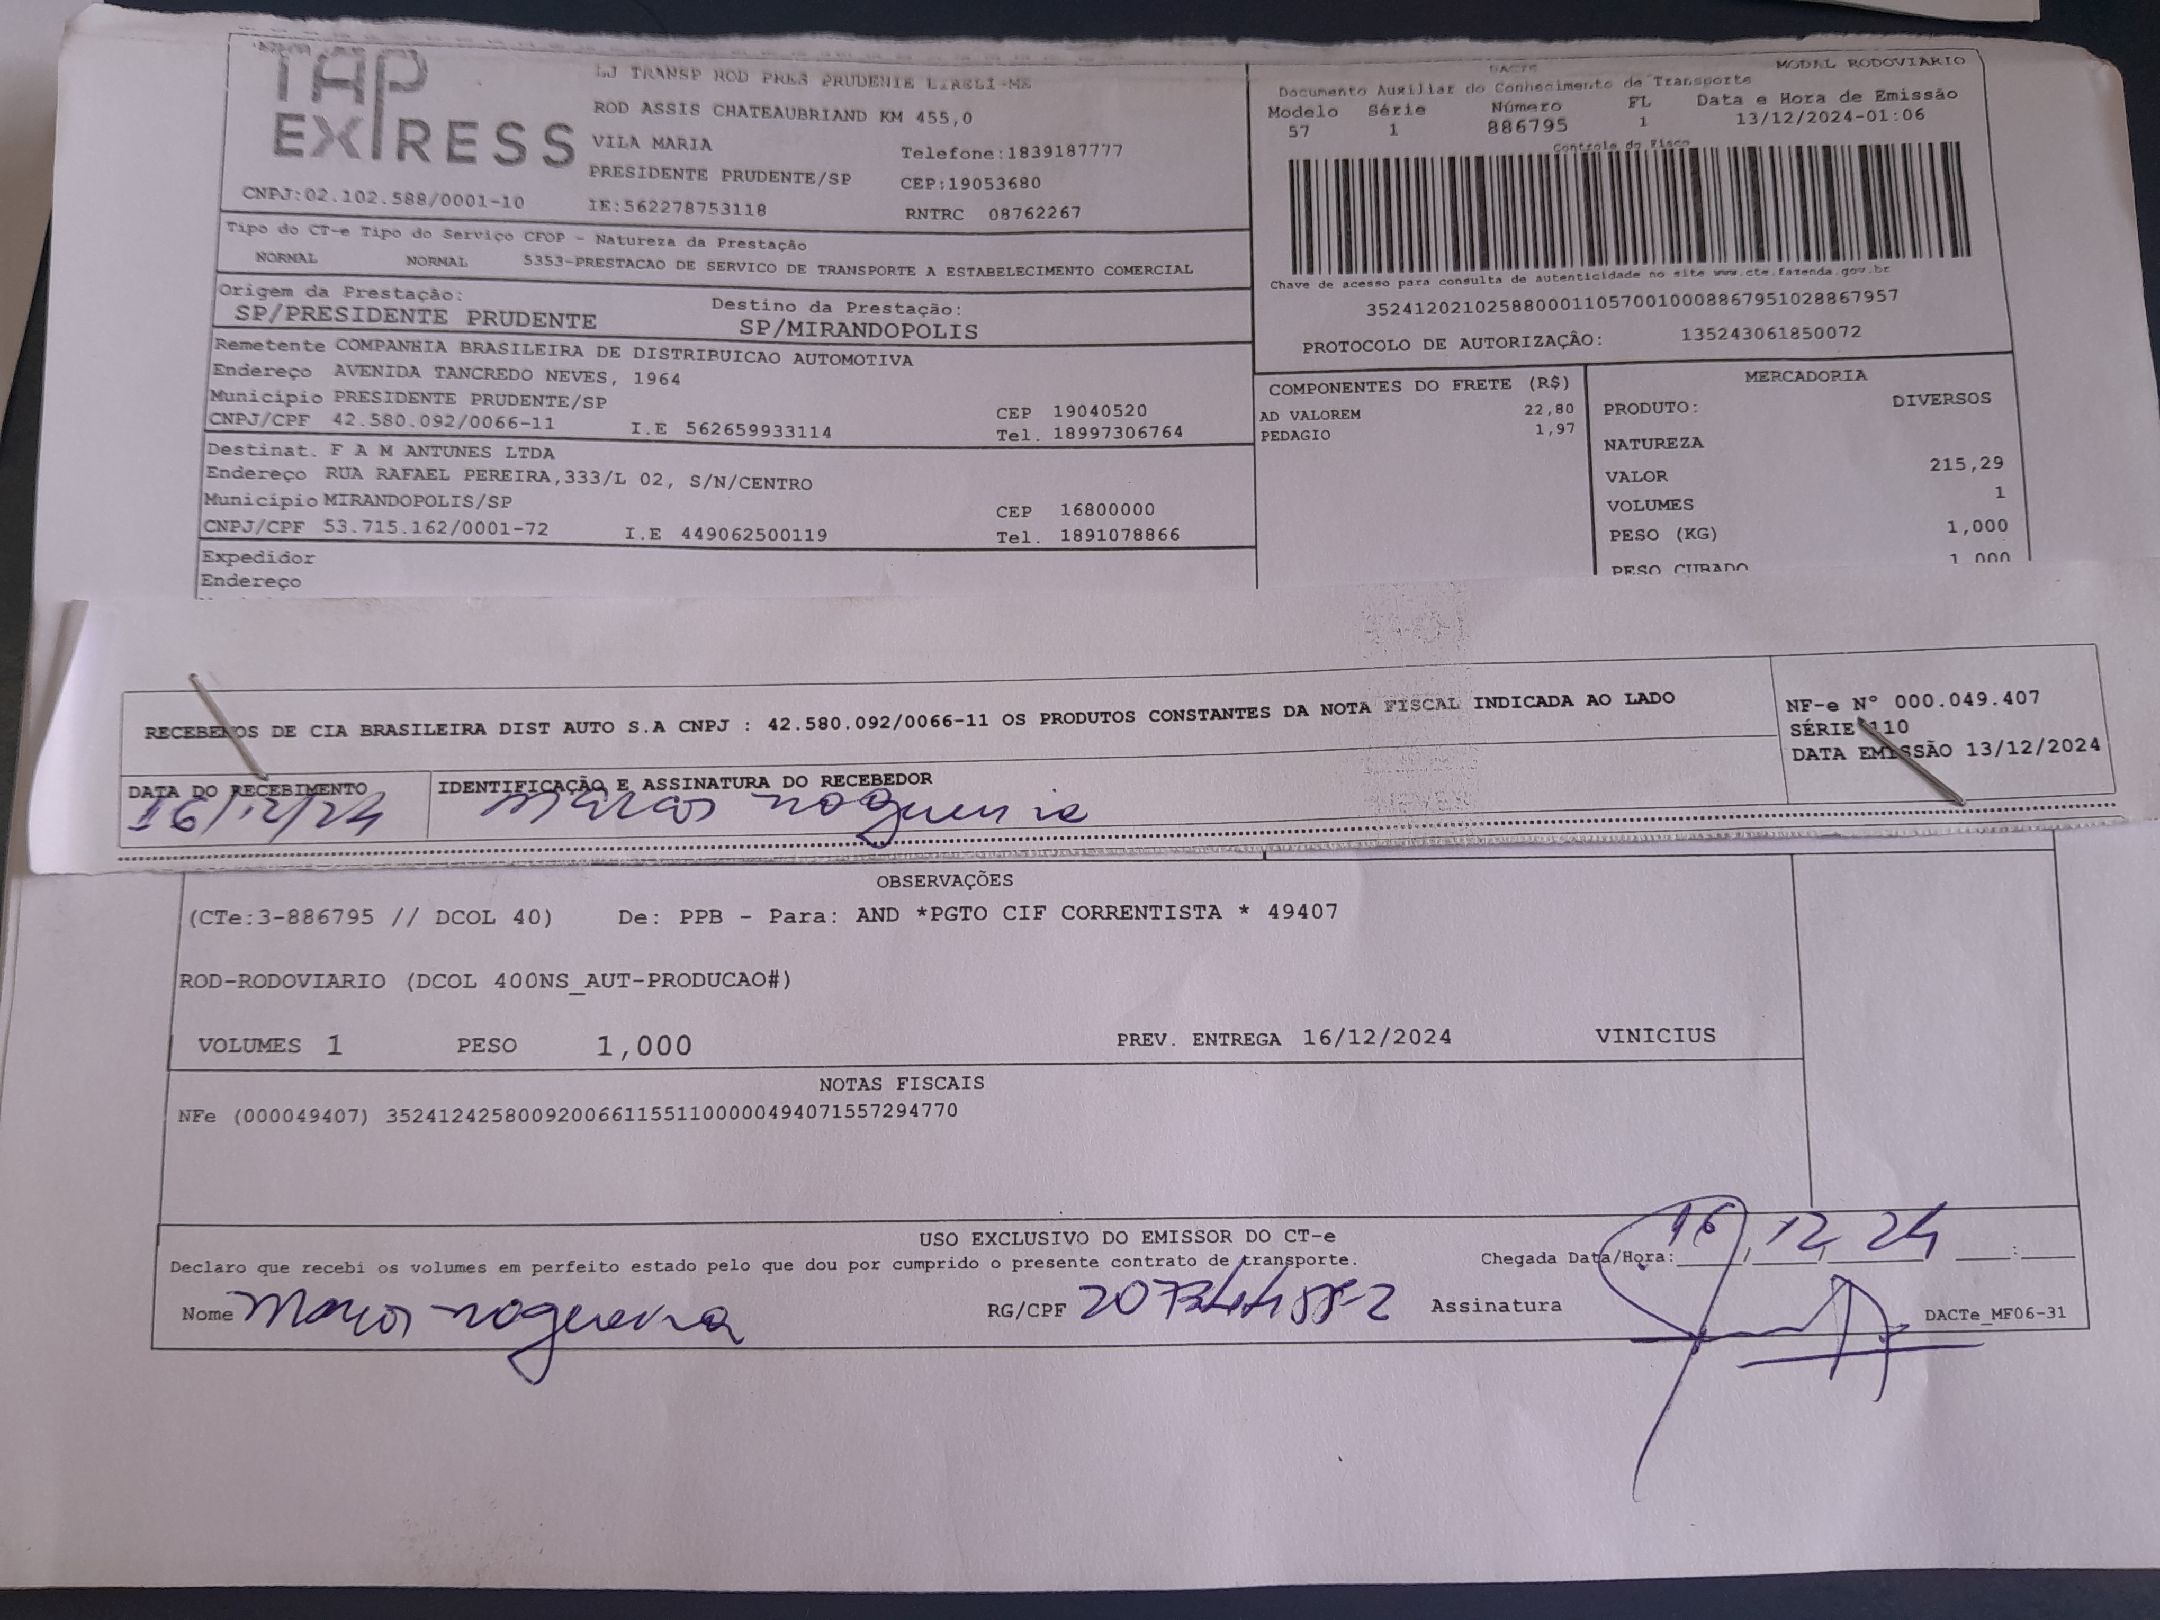 TAP EXPRESS
LJ TRANSP ROD PRES PRUDENTE EIRELI-ME
ROD ASSIS CHATEAUBRIAND KM 455,0
VILA MARIA Telefone:1839187777
PRESIDENTE PRUDENTE/SP CEP:19053680
CNPJ:02.102.588/0001-10 IE:562278753118 RNTRC 08762267
DACTE MODAL RODOVIARIO
Documento Auxiliar do Conhecimento de Transporte
Modelo Série Número FL Data e Hora de Emissão
57 1 886795 1 13/12/2024-01:06
Controle do Fisco
Chave de acesso para consulta de autenticidade no site www.cte.fazenda.gov.br
35241202102588000110570010008867951028867957
PROTOCOLO DE AUTORIZAÇÃO: 135243061850072
Tipo do CT-e Tipo do Serviço CFOP - Natureza da Prestação
NORMAL NORMAL 5353-PRESTACAO DE SERVICO DE TRANSPORTE A ESTABELECIMENTO COMERCIAL
Origem da Prestação: Destino da Prestação:
SP/PRESIDENTE PRUDENTE SP/MIRANDOPOLIS
Remetente COMPANHIA BRASILEIRA DE DISTRIBUICAO AUTOMOTIVA
Endereço AVENIDA TANCREDO NEVES, 1964
Municipio PRESIDENTE PRUDENTE/SP CEP 19040520
CNPJ/CPF 42.580.092/0066-11 I.E 562659933114 Tel. 18997306764
Destinat. F A M ANTUNES LTDA
Endereço RUA RAFAEL PEREIRA,333/L 02, S/N/CENTRO
Municipio MIRANDOPOLIS/SP CEP 16800000
CNPJ/CPF 53.715.162/0001-72 I.E 449062500119 Tel. 1891078866
Expedidor
Endereço
COMPONENTES DO FRETE (R$)
AD VALOREM 22,80
PEDAGIO 1,97
MERCADORIA
PRODUTO: DIVERSOS
NATUREZA
VALOR 215,29
VOLUMES 1
PESO (KG) 1,000
PESO CUBADO 1,000
RECEBEMOS DE CIA BRASILEIRA DIST AUTO S.A CNPJ : 42.580.092/0066-11 OS PRODUTOS CONSTANTES DA NOTA FISCAL INDICADA AO LADO
NF-e Nº 000.049.407
SÉRIE 110
DATA EMISSÃO 13/12/2024
DATA DO RECEBIMENTO IDENTIFICAÇÃO E ASSINATURA DO RECEBEDOR
16/12/24 marcos nogueira
OBSERVAÇÕES
(CTe:3-886795 // DCOL 40) De: PPB - Para: AND *PGTO CIF CORRENTISTA * 49407
ROD-RODOVIARIO (DCOL 400NS_AUT-PRODUCAO#)
VOLUMES 1 PESO 1,000 PREV. ENTREGA 16/12/2024 VINICIUS
NOTAS FISCAIS
NFe (000049407) 35241242580092006611551100000494071557294770
USO EXCLUSIVO DO EMISSOR DO CT-e
Declaro que recebi os volumes em perfeito estado pelo que dou por cumprido o presente contrato de transporte. Chegada Data/Hora: 16, 12, 24 :
Nome Marcos nogueira RG/CPF Assinatura DACTe_MF06-31